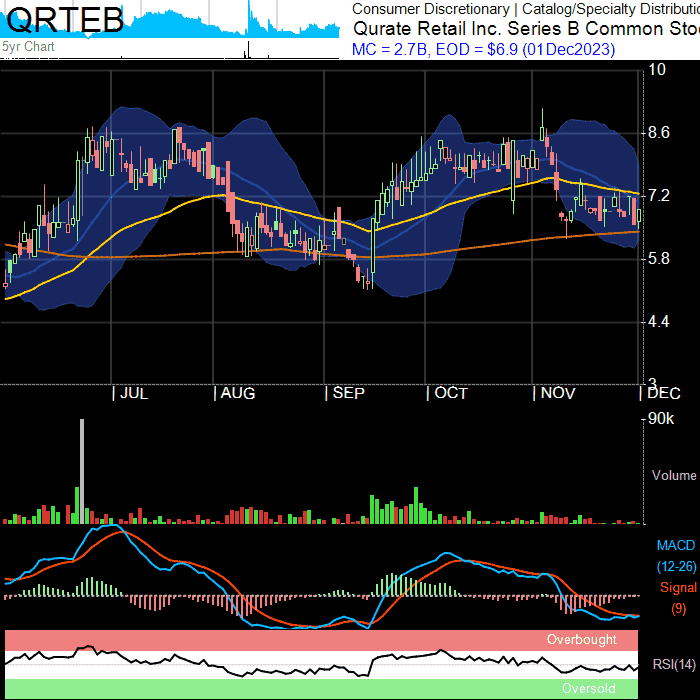 QRTEB
5yr Chart
Consumer Discretionary | Catalog/Specialty Distributio
Qurate Retail Inc. Series B Common Sto
MC = 2.7B, EOD = $6.9 (01Dec2023)
10
8.6
7.2
5.8
4.4
3
JUL
AUG
SEP
OCT
NOV
DEC
90k
Volume
MACD
(12-26)
Signal
(9)
Overbought
RSI(14)
Oversold